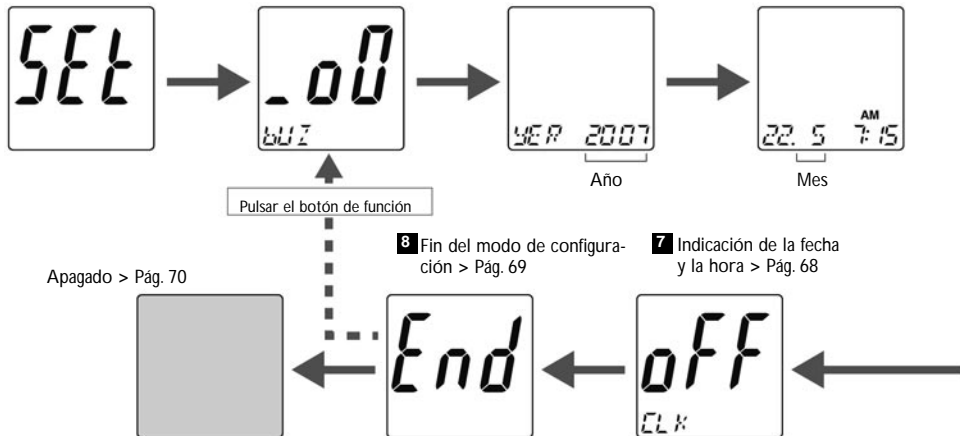 SEt
_o0
bUZ
YER 2007
Año
22. 5 AM 7:15
Mes
Pulsar el botón de función
8 Fin del modo de configura-
ción > Pág. 69
7 Indicación de la fecha
y la hora > Pág. 68
Apagado > Pág. 70
End
oFF
CLK